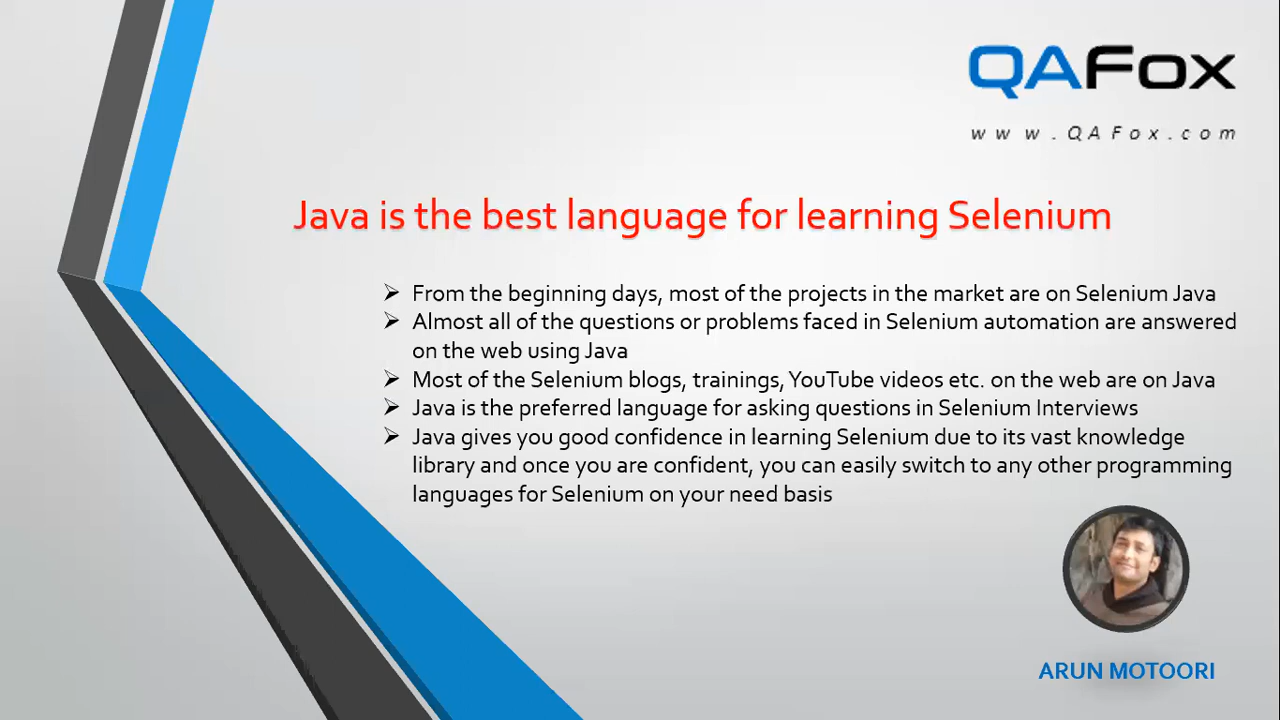 QAFox
www.QAFox.com
Java is the best language for learning Selenium
➢ From the beginning days, most of the projects in the market are on Selenium Java
➢ Almost all of the questions or problems faced in Selenium automation are answered
on the web using Java
➢ Most of the Selenium blogs, trainings, YouTube videos etc. on the web are on Java
➢ Java is the preferred language for asking questions in Selenium Interviews
➢ Java gives you good confidence in learning Selenium due to its vast knowledge
library and once you are confident, you can easily switch to any other programming
languages for Selenium on your need basis
ARUN MOTOORI